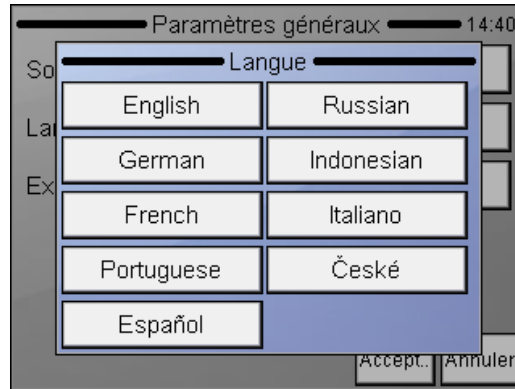 Paramètres généraux 14:40
Langue
English Russian
German Indonesian
French Italiano
Portuguese České
Español
Accept.. Annuler